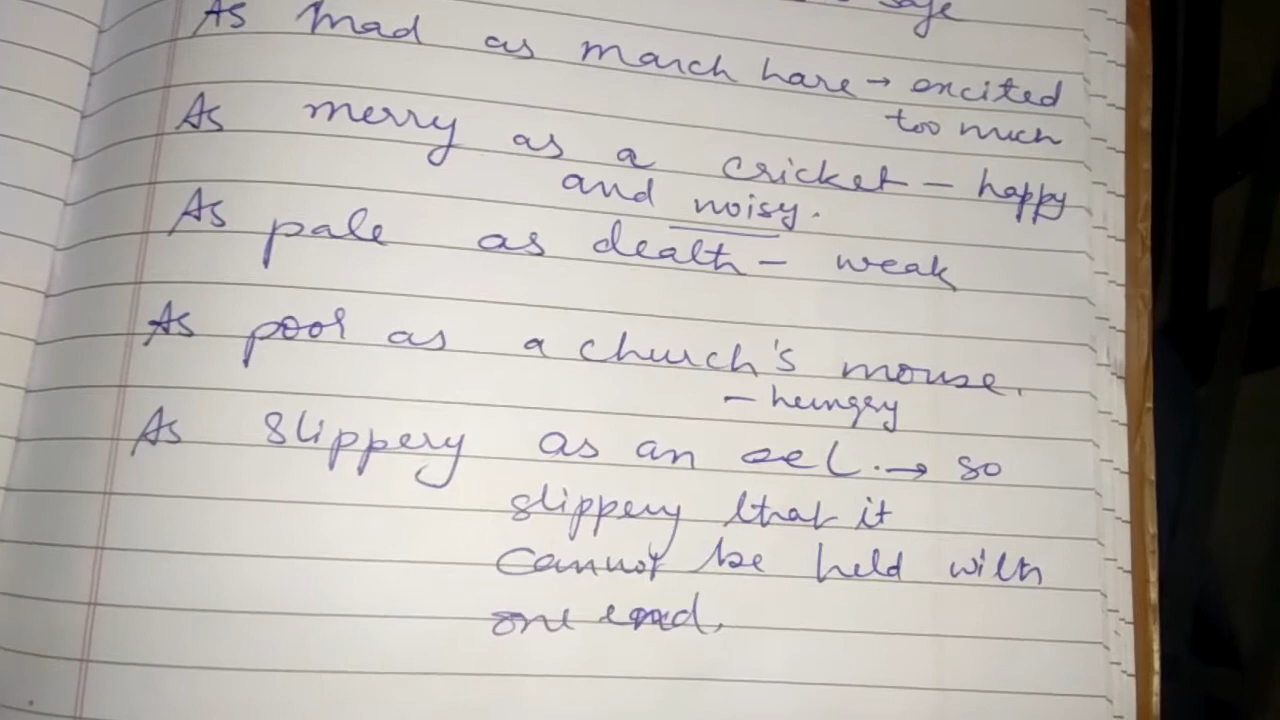 safe
As mad as march hare → excited
too much
As merry as a cricket – happy
and noisy.
As pale as death – weak
As poor as a church's mouse.
– hungry
As slippery as an eel. → so
slippery that it
cannot be held with
one end.